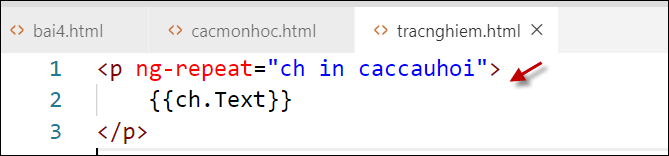 bai4.html cacmonhoc.html tracnghiem.html
1 <p ng-repeat="ch in caccauhoi">
2 {{ch.Text}}
3 </p>